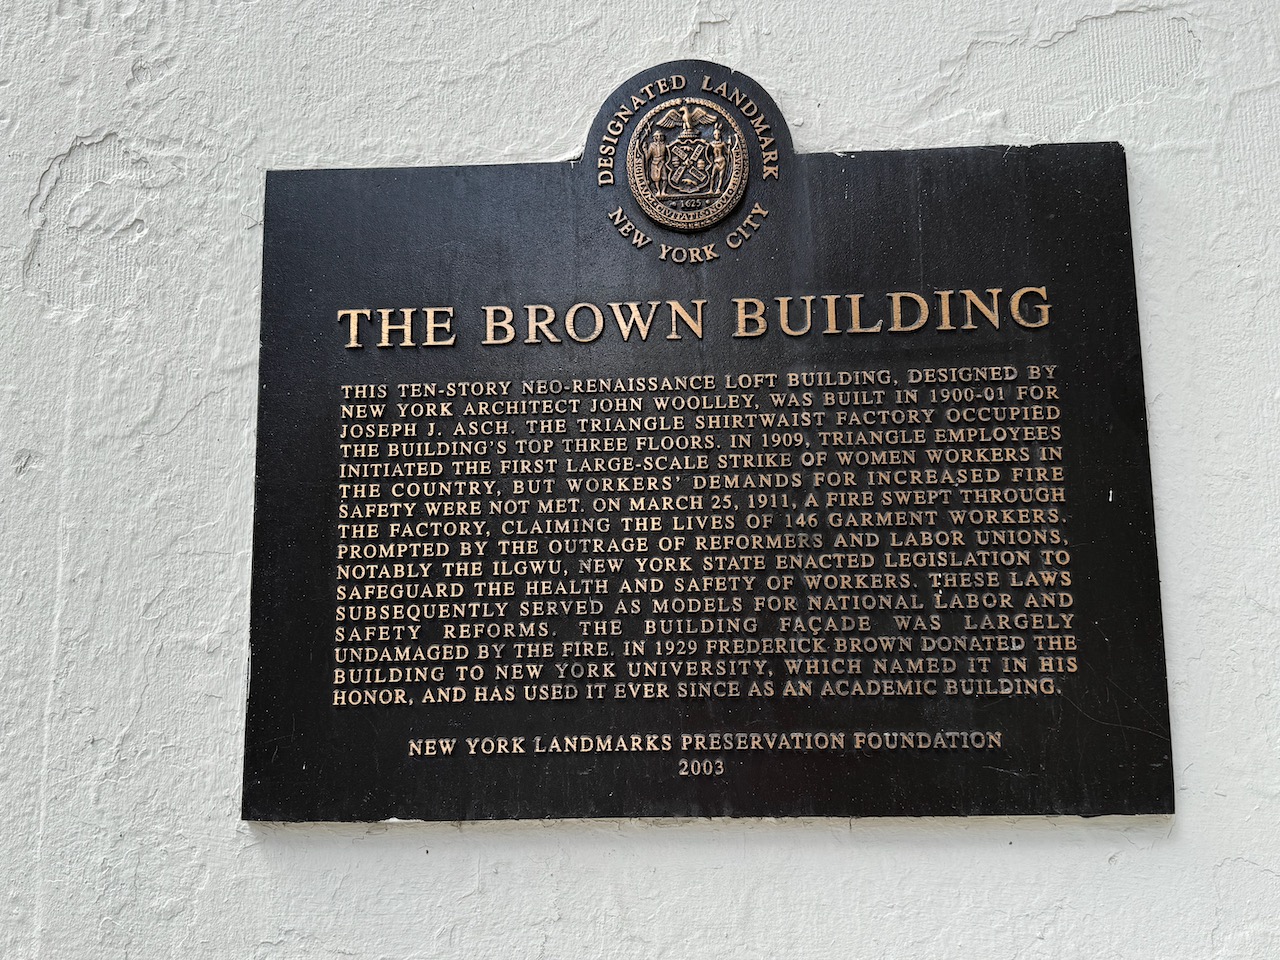 DESIGNATED LANDMARK
NEW YORK CITY
SIGILLVM CIVITATIS NOVI EBORACI
1625
THE BROWN BUILDING
THIS TEN-STORY NEO-RENAISSANCE LOFT BUILDING, DESIGNED BY
NEW YORK ARCHITECT JOHN WOOLLEY, WAS BUILT IN 1900-01 FOR
JOSEPH J. ASCH. THE TRIANGLE SHIRTWAIST FACTORY OCCUPIED
THE BUILDING'S TOP THREE FLOORS. IN 1909, TRIANGLE EMPLOYEES
INITIATED THE FIRST LARGE-SCALE STRIKE OF WOMEN WORKERS IN
THE COUNTRY, BUT WORKERS' DEMANDS FOR INCREASED FIRE
SAFETY WERE NOT MET. ON MARCH 25, 1911, A FIRE SWEPT THROUGH
THE FACTORY, CLAIMING THE LIVES OF 146 GARMENT WORKERS.
PROMPTED BY THE OUTRAGE OF REFORMERS AND LABOR UNIONS,
NOTABLY THE ILGWU, NEW YORK STATE ENACTED LEGISLATION TO
SAFEGUARD THE HEALTH AND SAFETY OF WORKERS. THESE LAWS
SUBSEQUENTLY SERVED AS MODELS FOR NATIONAL LABOR AND
SAFETY REFORMS. THE BUILDING FAÇADE WAS LARGELY
UNDAMAGED BY THE FIRE. IN 1929 FREDERICK BROWN DONATED THE
BUILDING TO NEW YORK UNIVERSITY, WHICH NAMED IT IN HIS
HONOR, AND HAS USED IT EVER SINCE AS AN ACADEMIC BUILDING.
NEW YORK LANDMARKS PRESERVATION FOUNDATION
2003